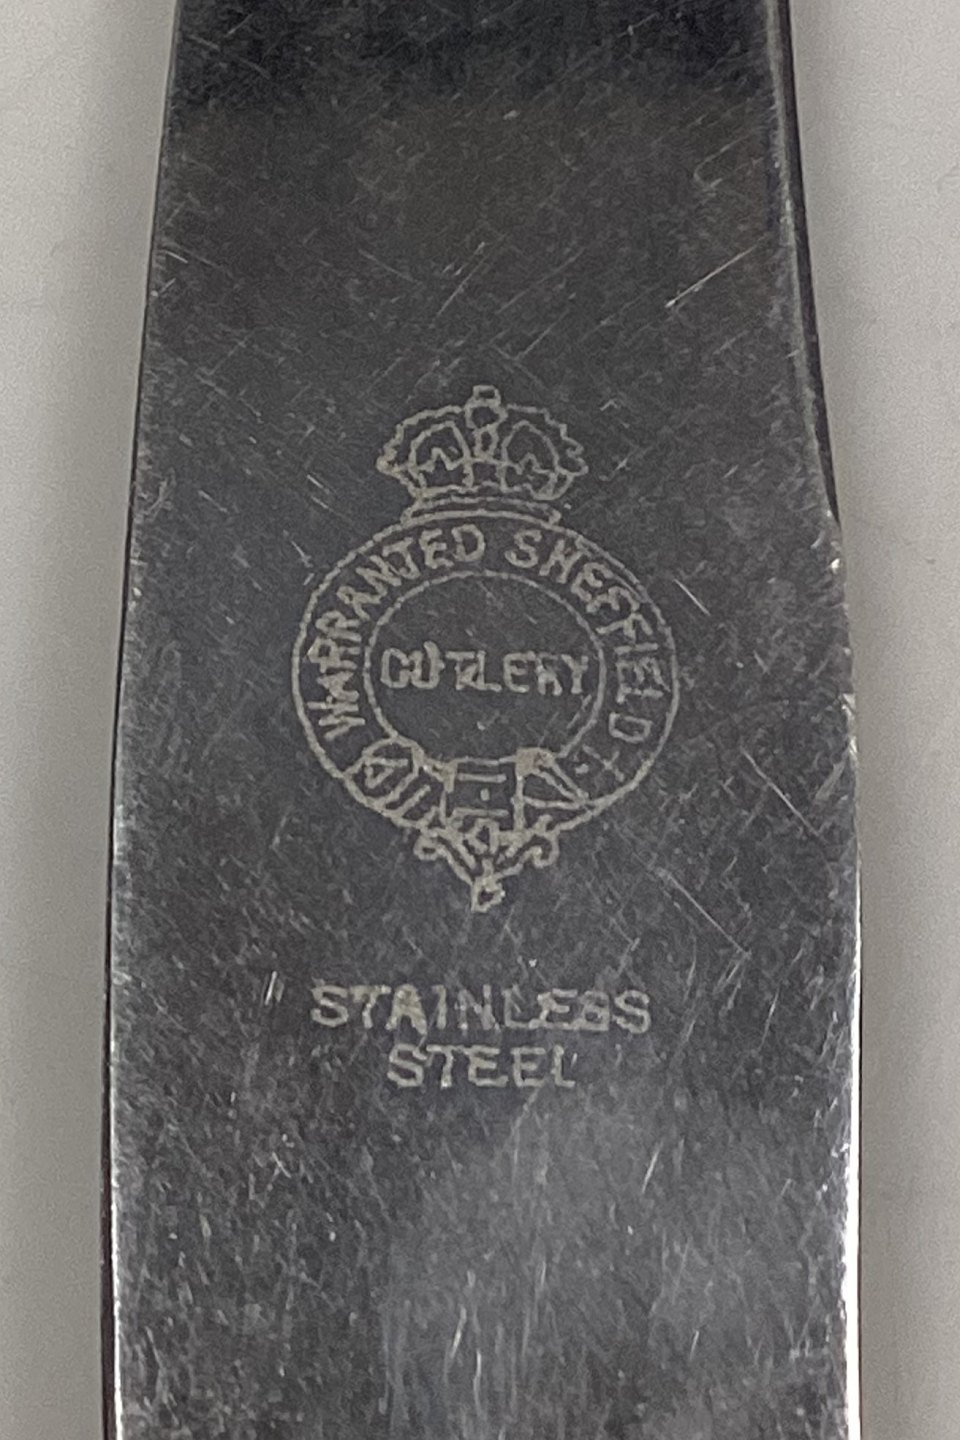 WARRANTED SHEFFIELD
CUTLERY
STAINLESS
STEEL